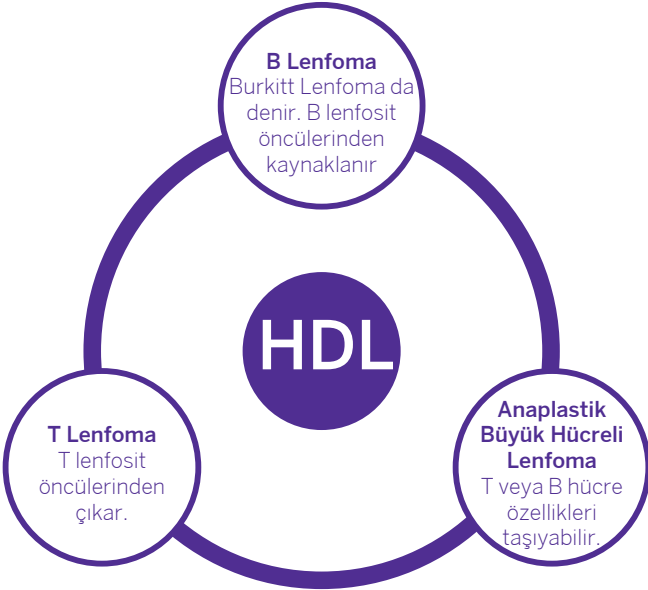 B Lenfoma
Burkitt Lenfoma da
denir. B lenfosit
öncülerinden
kaynaklanır
HDL
T Lenfoma
T lenfosit
öncülerinden
çıkar.
Anaplastik
Büyük Hücreli
Lenfoma
T veya B hücre
özellikleri
taşıyabilir.